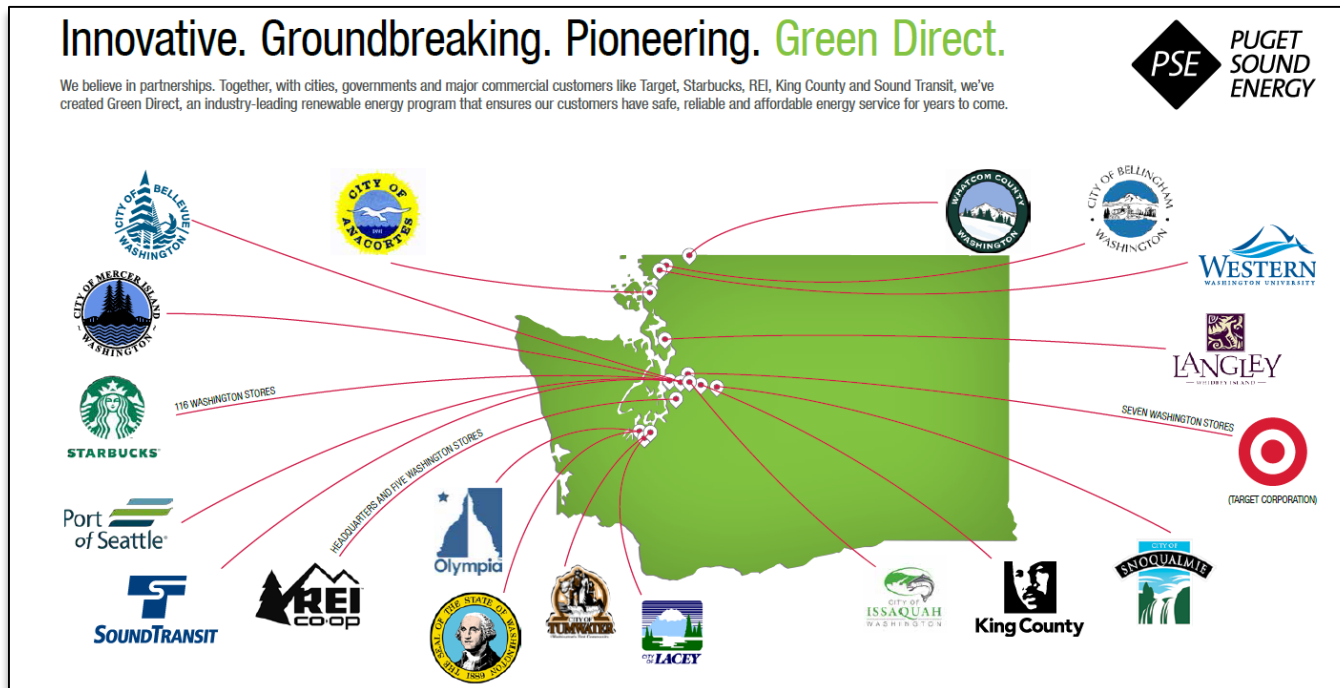 Innovative. Groundbreaking. Pioneering. Green Direct.
PSE
PUGET
SOUND
ENERGY
We believe in partnerships. Together, with cities, governments and major commercial customers like Target, Starbucks, REI, King County and Sound Transit, we've
created Green Direct, an industry-leading renewable energy program that ensures our customers have safe, reliable and affordable energy service for years to come.
CITY OF BELLEVUE
WASHINGTON
CITY OF
ANACORTES
1891
WHATCOM COUNTY
WASHINGTON
CITY OF BELLINGHAM
WASHINGTON
WESTERN
WASHINGTON UNIVERSITY
CITY OF MERCER ISLAND
WASHINGTON
LANGLEY
WHIDBEY ISLAND
116 WASHINGTON STORES
STARBUCKS®
SEVEN WASHINGTON STORES
(TARGET CORPORATION)
HEADQUARTERS AND FIVE WASHINGTON STORES
Port
of Seattle®
Olympia
SOUNDTRANSIT
REI
CO·OP
THE SEAL OF THE STATE OF WASHINGTON
1889
CITY OF
TUMWATER
CITY OF LACEY
CITY OF
ISSAQUAH
WASHINGTON
King County
CITY OF
SNOQUALMIE